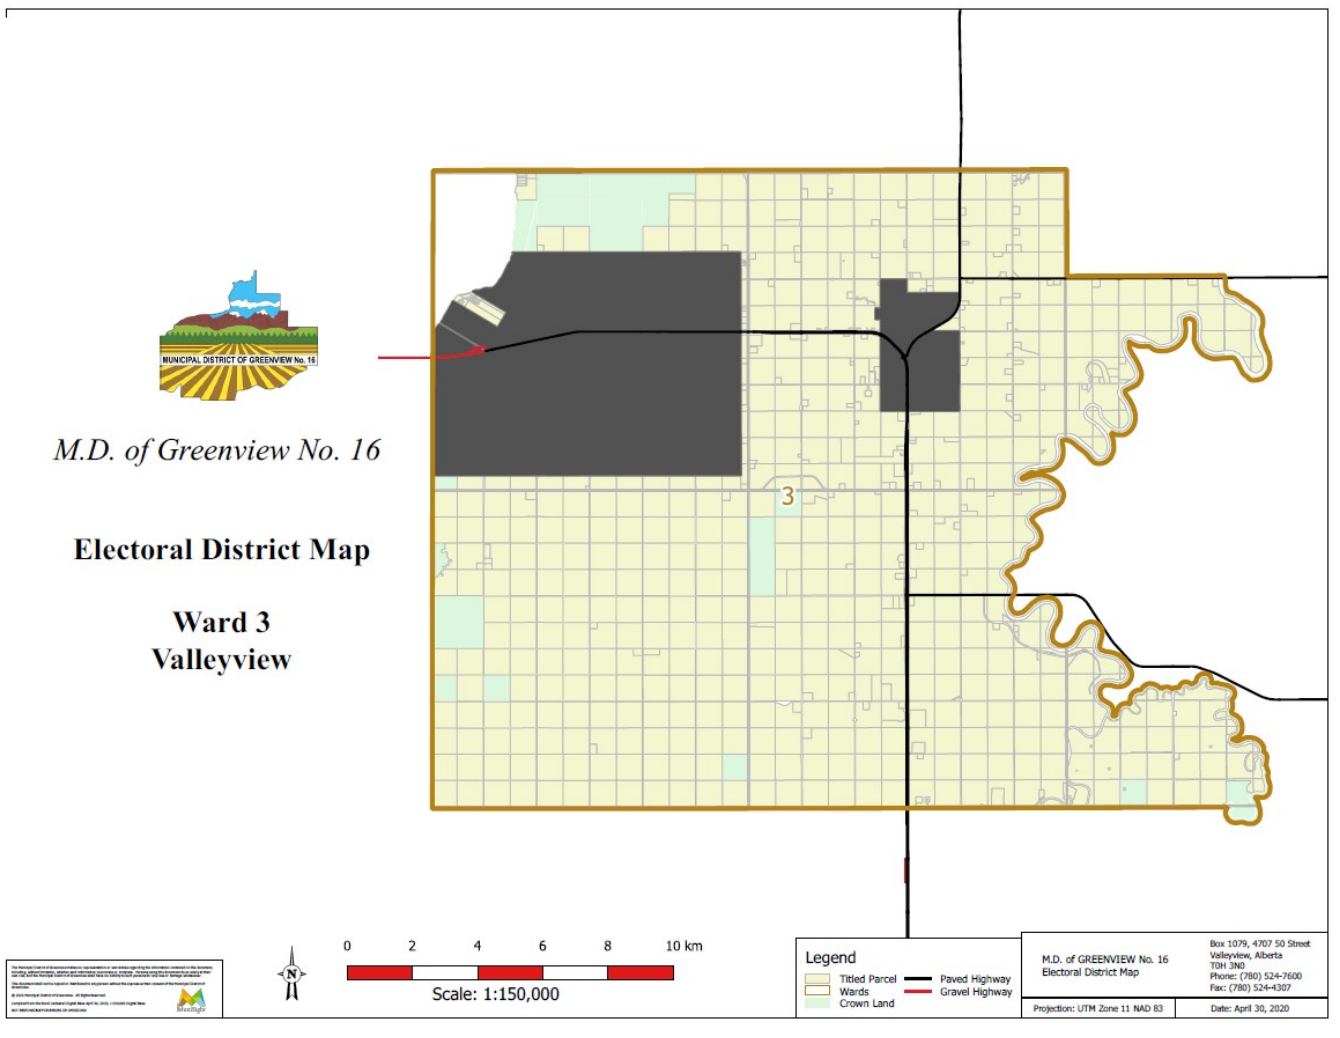 MUNICIPAL DISTRICT OF GREENVIEW No. 16
M.D. of Greenview No. 16
Electoral District Map
Ward 3
Valleyview
3
N
0 2 4 6 8 10 km
Scale: 1:150,000
Legend
Titled Parcel
Wards
Crown Land
Paved Highway
Gravel Highway
M.D. of GREENVIEW No. 16
Electoral District Map
Box 1079, 4707 50 Street
Valleyview, Alberta
T0H 3N0
Phone: (780) 524-7600
Fax: (780) 524-4307
Projection: UTM Zone 11 NAD 83
Date: April 30, 2020